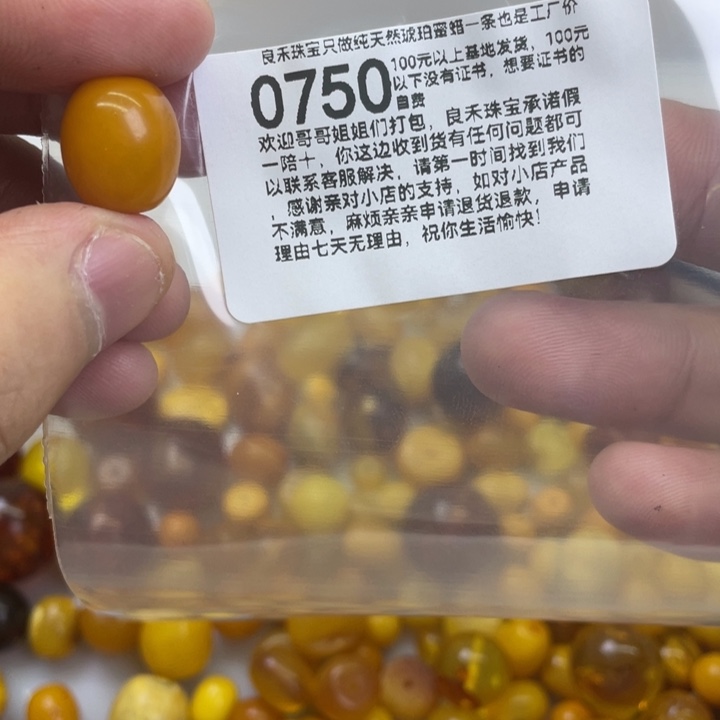 良禾珠宝只做纯天然琥珀蜜蜡一条也是工厂价
0750
100元以上基地发货，100元
以下没有证书，想要证书的
自费
欢迎哥哥姐姐们打包，良禾珠宝承诺假
一陪十，你这边收到货有任何问题都可
以联系客服解决，请第一时间找到我们
，感谢亲对小店的支持，如对小店产品
不满意，麻烦亲亲申请退货退款，申请
理由七天无理由，祝你生活愉快！